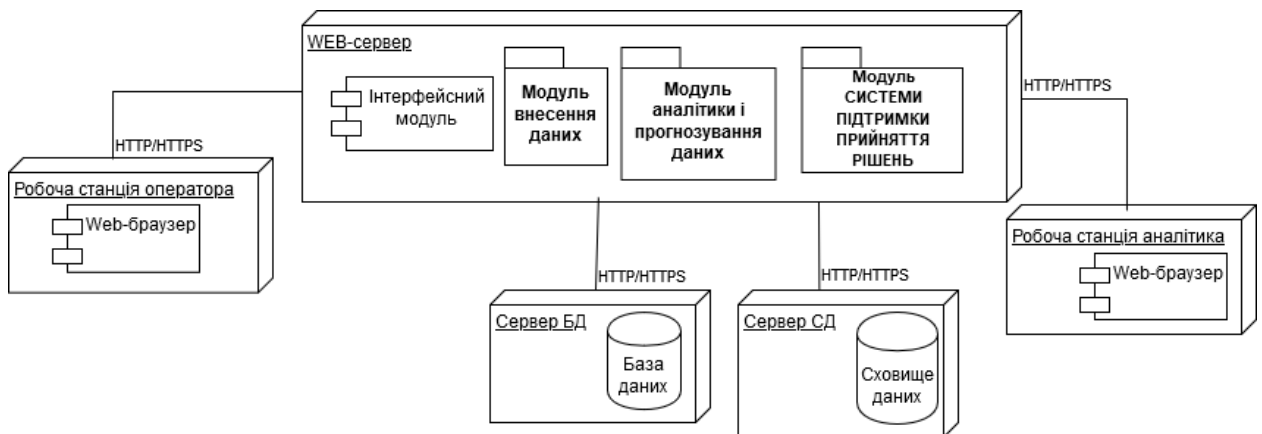 WEB-сервер
Інтерфейсний
модуль
Модуль
внесення
даних
Модуль
аналітики і
прогнозування
даних
Модуль
СИСТЕМИ
ПІДТРИМКИ
ПРИЙНЯТТЯ
РІШЕНЬ
HTTP/HTTPS
HTTP/HTTPS
Робоча станція оператора
Web-браузер
Робоча станція аналітика
Web-браузер
HTTP/HTTPS
HTTP/HTTPS
Сервер БД
База
даних
Сервер СД
Сховище
даних